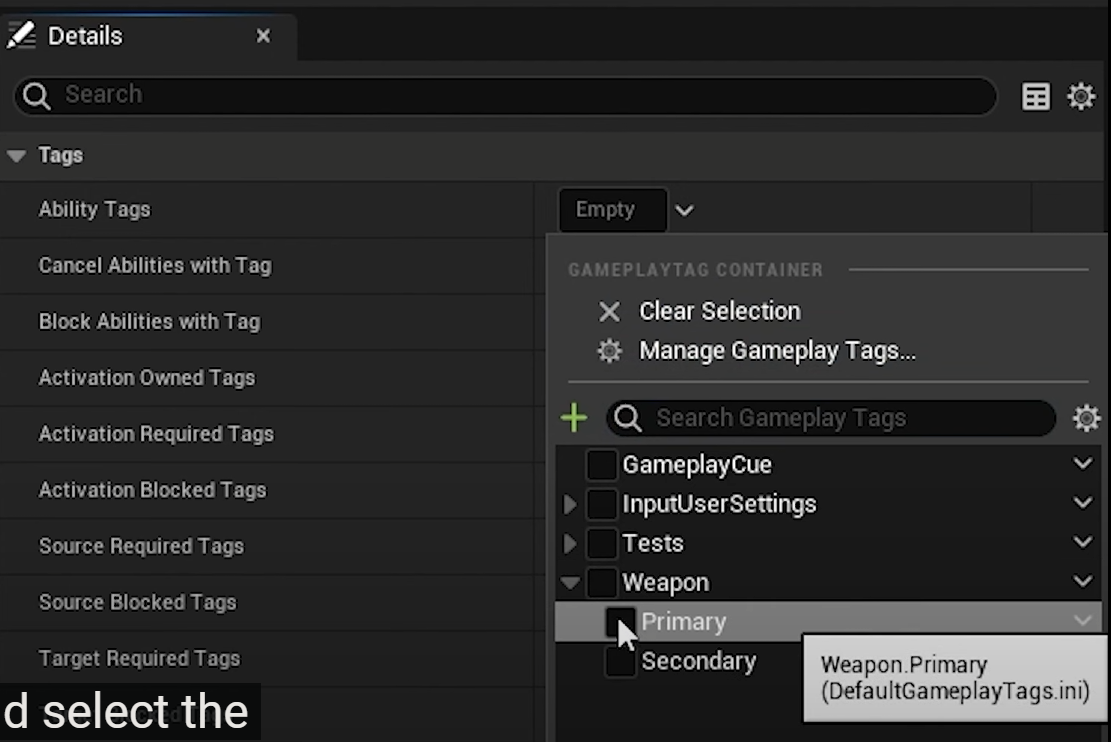 Details
Search
Tags
Ability Tags
Empty
Cancel Abilities with Tag
Block Abilities with Tag
Activation Owned Tags
Activation Required Tags
Activation Blocked Tags
Source Required Tags
Source Blocked Tags
Target Required Tags
GAMEPLAYTAG CONTAINER
Clear Selection
Manage Gameplay Tags...
Search Gameplay Tags
GameplayCue
InputUserSettings
Tests
Weapon
Primary
Secondary
Weapon.Primary
(DefaultGameplayTags.ini)
d select the